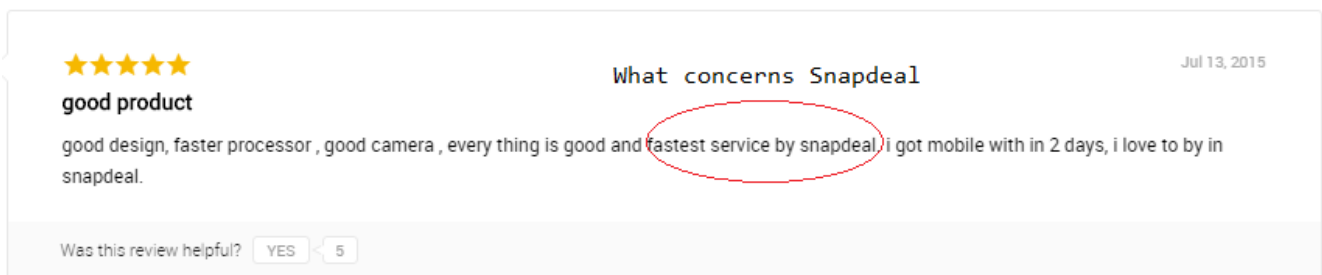 What concerns Snapdeal
Jul 13, 2015
good product
good design, faster processor , good camera , every thing is good and fastest service by snapdeal, i got mobile with in 2 days, i love to by in
snapdeal.
Was this review helpful? YES 5